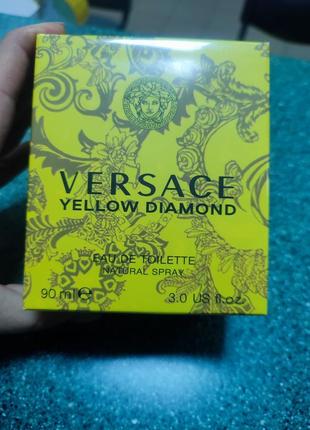 VERSACE
YELLOW DIAMOND
EAU DE TOILETTE
NATURAL SPRAY
90 ml ℮ 3.0 US fl.oz.